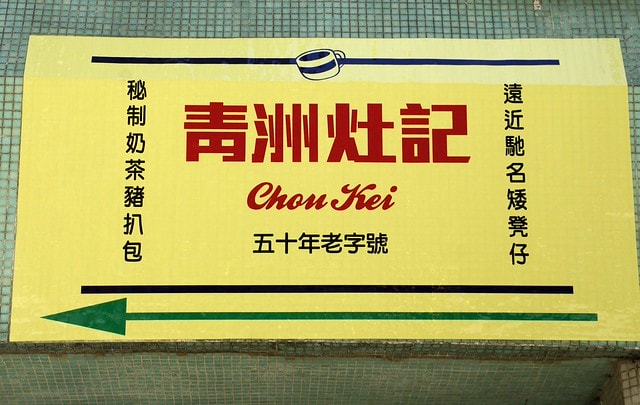 遠近馳名矮凳仔
青洲灶記
Chou Kei
五十年老字號
秘制奶茶豬扒包